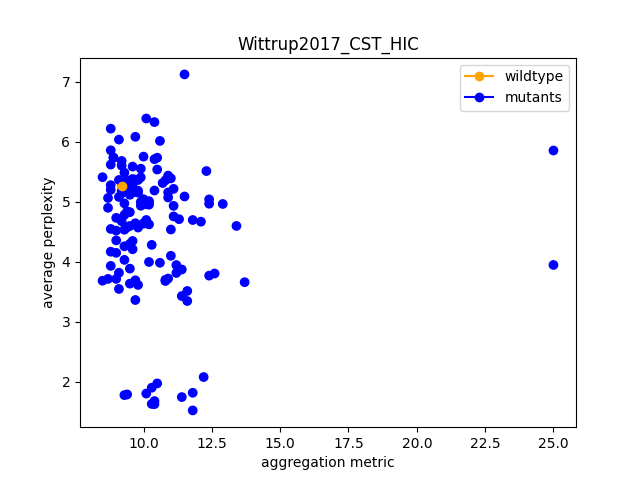 Wittrup2017_CST_HIC
wildtype
mutants
7
6
5
4
3
2
average perplexity
10.0 12.5 15.0 17.5 20.0 22.5 25.0
aggregation metric